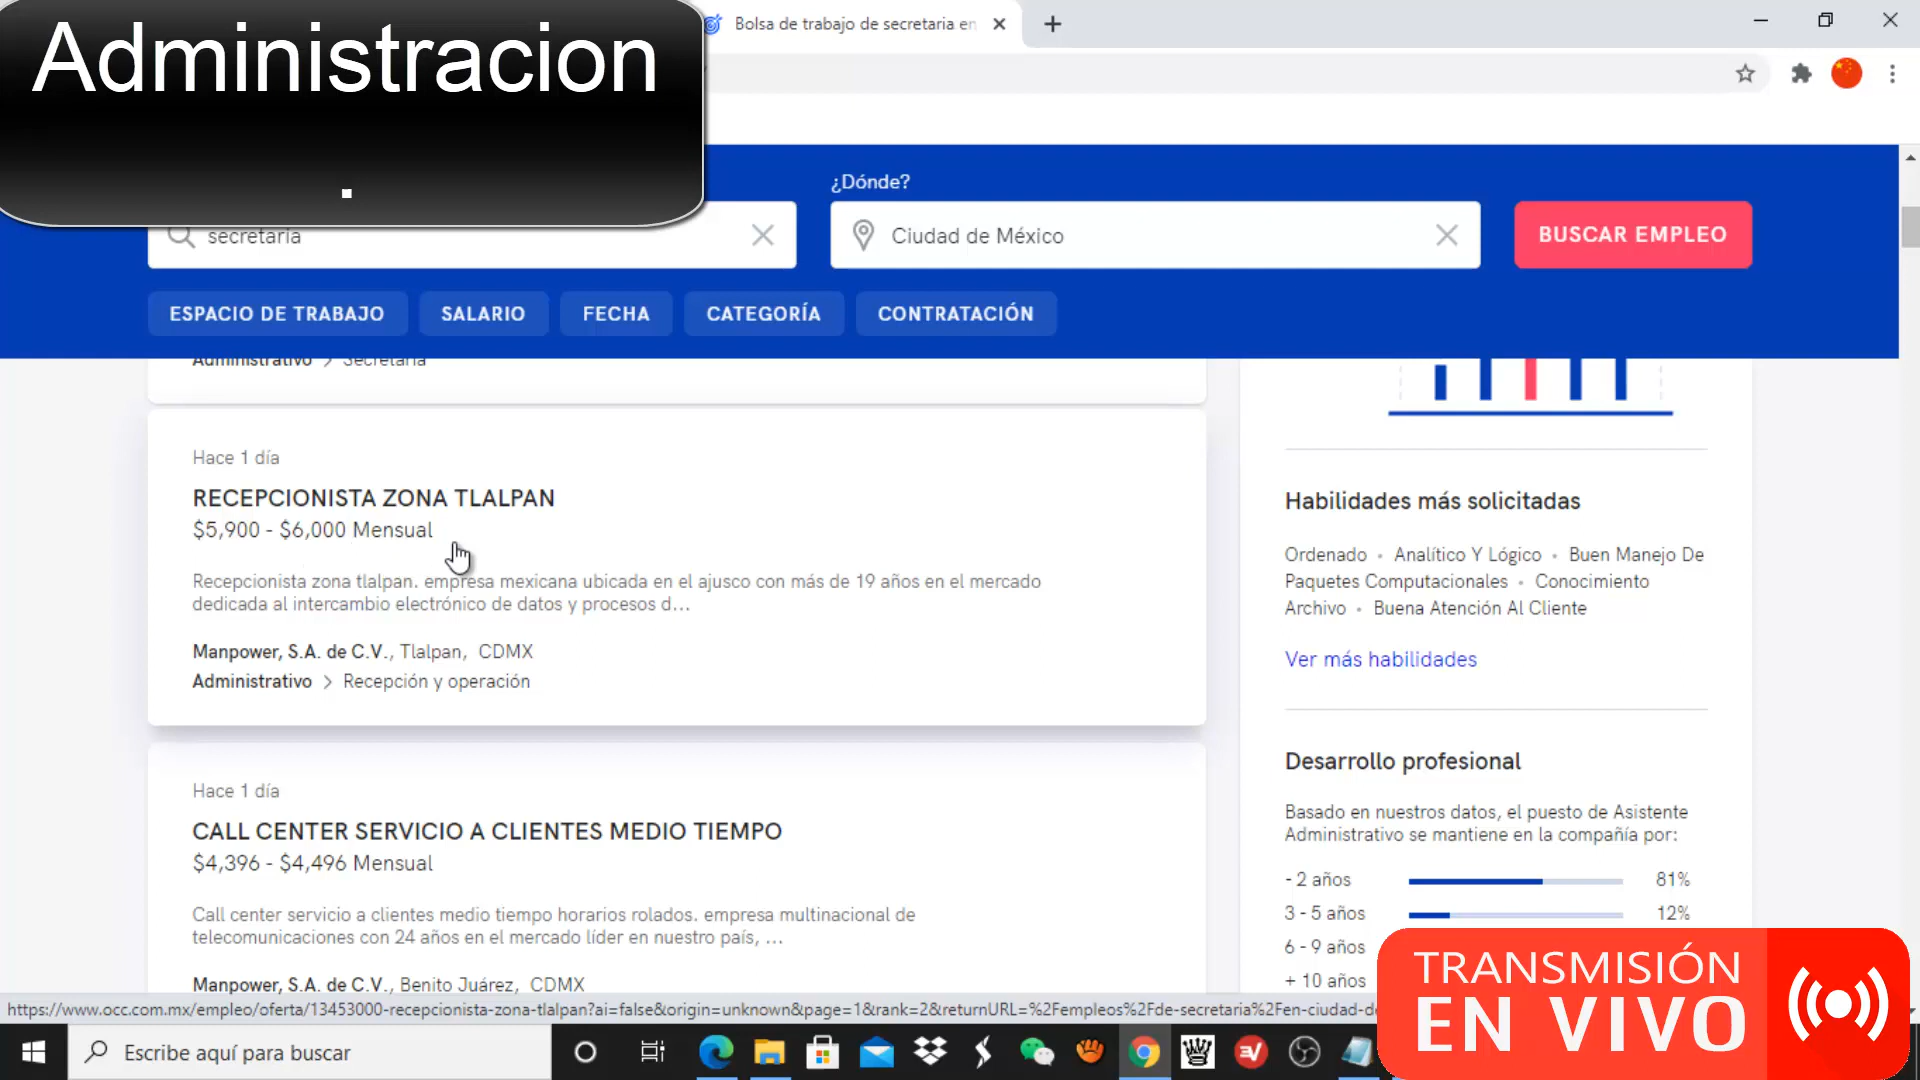 Administracion
.
Bolsa de trabajo de secretaria en
¿Dónde?
secretaria
Ciudad de México
BUSCAR EMPLEO
ESPACIO DE TRABAJO
SALARIO
FECHA
CATEGORÍA
CONTRATACIÓN
Administrativo > Secretaria
Hace 1 día
RECEPCIONISTA ZONA TLALPAN
$5,900 - $6,000 Mensual
Recepcionista zona tlalpan. empresa mexicana ubicada en el ajusco con más de 19 años en el mercado
dedicada al intercambio electrónico de datos y procesos d...
Manpower, S.A. de C.V., Tlalpan, CDMX
Administrativo > Recepción y operación
Hace 1 día
CALL CENTER SERVICIO A CLIENTES MEDIO TIEMPO
$4,396 - $4,496 Mensual
Call center servicio a clientes medio tiempo horarios rolados. empresa multinacional de
telecomunicaciones con 24 años en el mercado líder en nuestro país, ...
Manpower, S.A. de C.V., Benito Juárez, CDMX
Habilidades más solicitadas
Ordenado • Analítico Y Lógico • Buen Manejo De
Paquetes Computacionales • Conocimiento
Archivo • Buena Atención Al Cliente
Ver más habilidades
Desarrollo profesional
Basado en nuestros datos, el puesto de Asistente
Administrativo se mantiene en la compañía por:
- 2 años 81%
3 - 5 años 12%
6 - 9 años
+ 10 años
https://www.occ.com.mx/empleo/oferta/13453000-recepcionista-zona-tlalpan?ai=false&origin=unknown&page=1&rank=2&returnURL=%2Fempleos%2Fde-secretaria%2Fen-ciudad-de
TRANSMISIÓN
EN VIVO
Escribe aquí para buscar